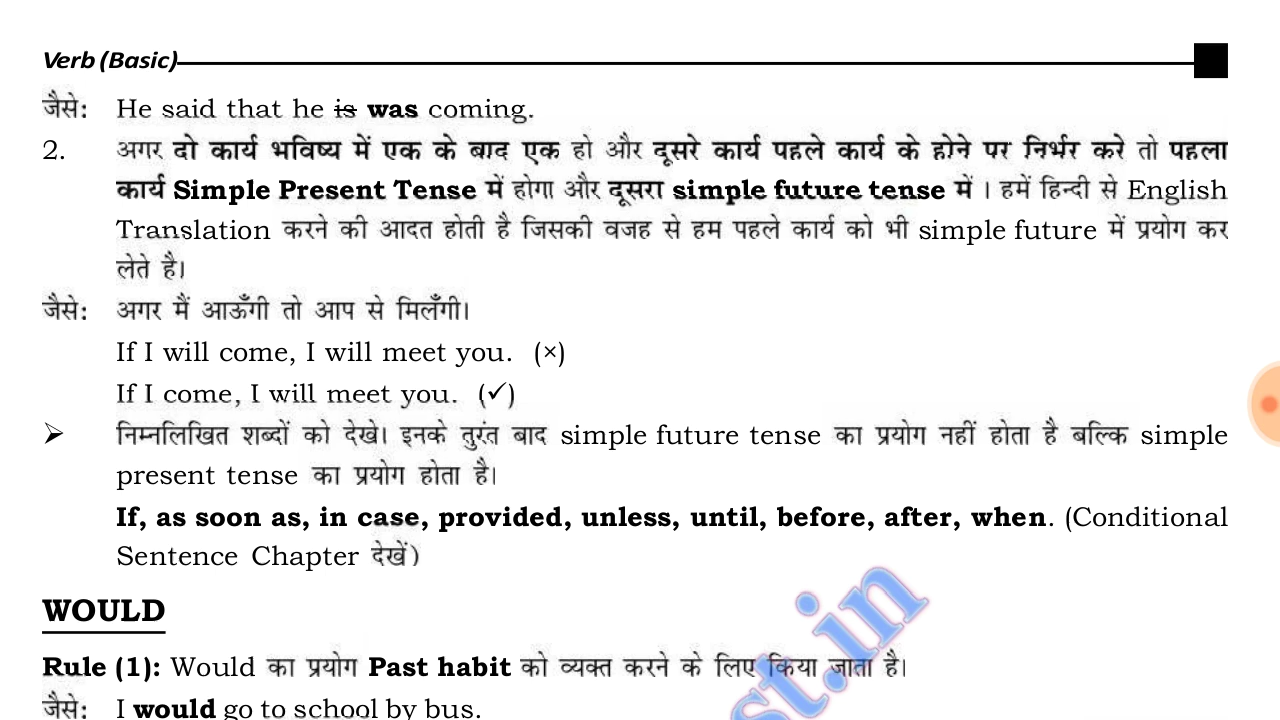 Verb (Basic)
जैसे: He said that he is was coming.
2. अगर दो कार्य भविष्य में एक के बाद एक हो और दूसरे कार्य पहले कार्य के होने पर निर्भर करे तो पहला
कार्य Simple Present Tense में होगा और दूसरा simple future tense में । हमें हिन्दी से English
Translation करने की आदत होती है जिसकी वजह से हम पहले कार्य को भी simple future में प्रयोग कर
लेते है।
जैसे: अगर मैं आऊँगी तो आप से मिलँगी।
If I will come, I will meet you. (×)
If I come, I will meet you. (✓)
➢ निम्नलिखित शब्दों को देखे। इनके तुरंत बाद simple future tense का प्रयोग नहीं होता है बल्कि simple
present tense का प्रयोग होता है।
If, as soon as, in case, provided, unless, until, before, after, when. (Conditional
Sentence Chapter देखें)
WOULD
Rule (1): Would का प्रयोग Past habit को व्यक्त करने के लिए किया जाता है।
जैसे: I would go to school by bus.
st.in